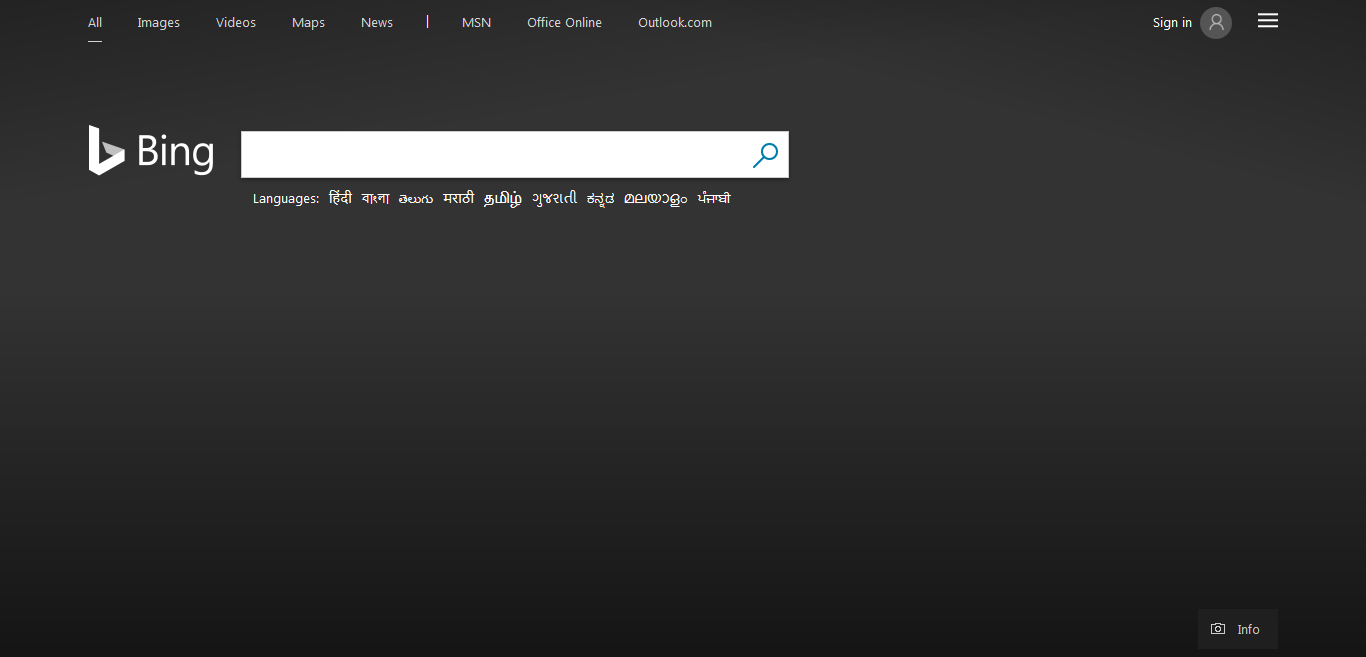 All Images Videos Maps News | MSN Office Online Outlook.com Sign in
Bing
Languages: हिंदी বাংলা తెలుగు मराठी தமிழ் ગુજરાતી ಕನ್ನಡ മലയാളം ਪੰਜਾਬੀ
Info